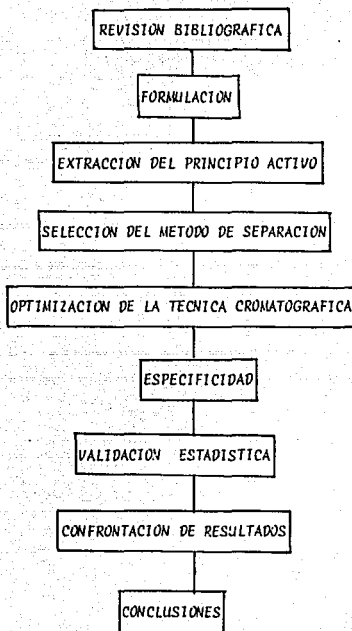 REVISION BIBLIOGRAFICA
FORMULACION
EXTRACCION DEL PRINCIPIO ACTIVO
SELECCION DEL METODO DE SEPARACION
OPTIMIZACION DE LA TECNICA CROMATOGRAFICA
ESPECIFICIDAD
VALIDACION ESTADISTICA
CONFRONTACION DE RESULTADOS
CONCLUSIONES